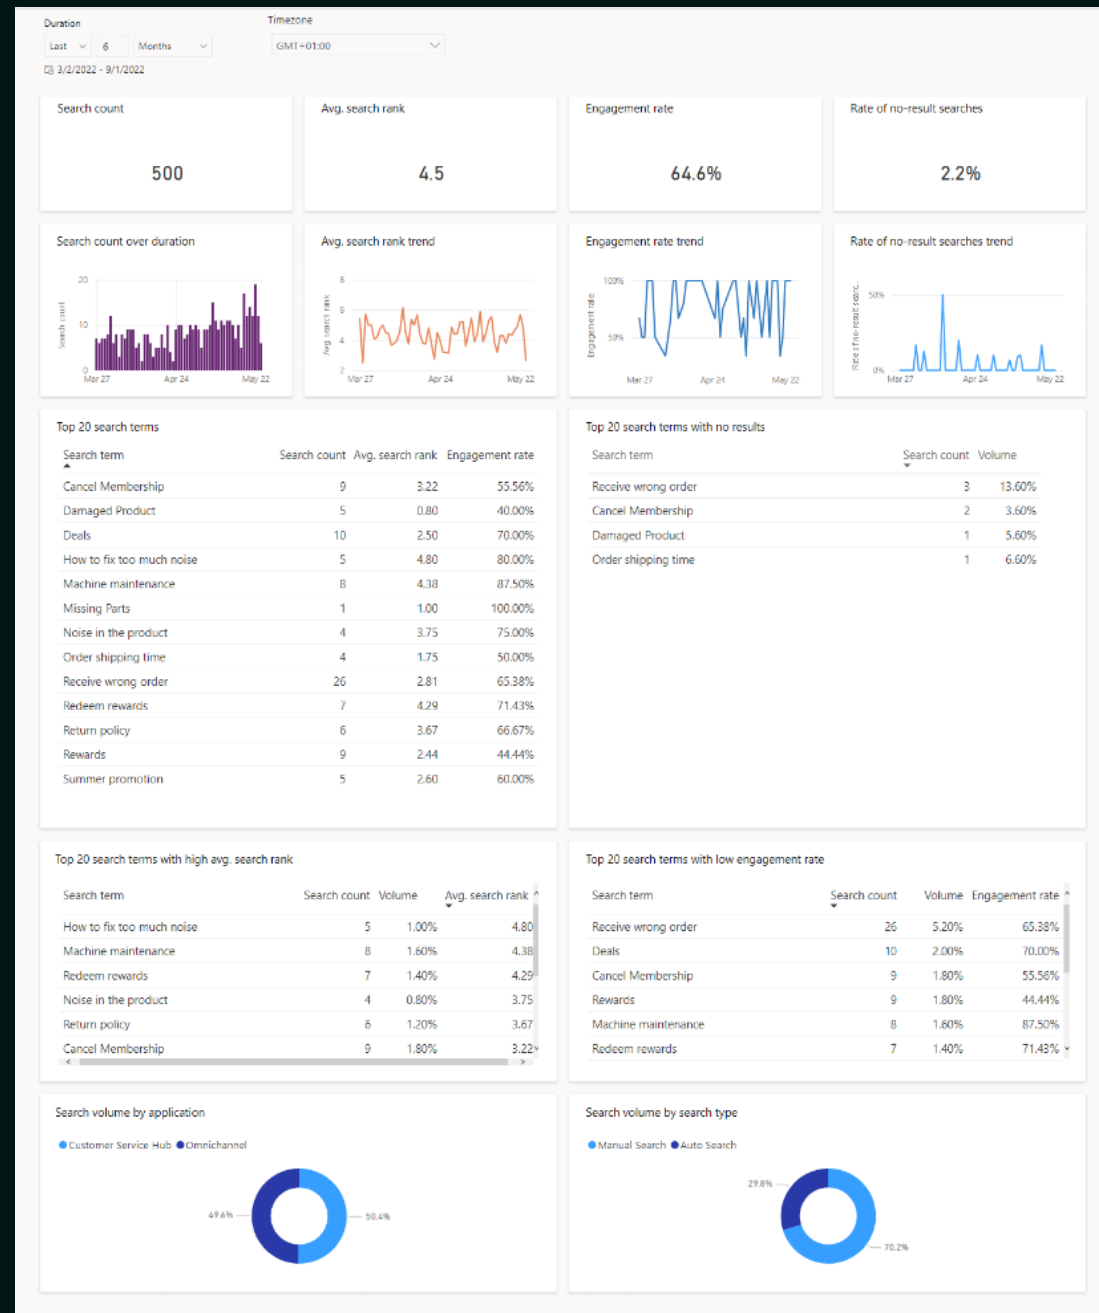 Duration
Timezone
Last 6 Months
GMT+01:00
3/2/2022 - 9/1/2022
Search count
500
Avg. search rank
4.5
Engagement rate
64.6%
Rate of no-result searches
2.2%
Search count over duration
Search count
20
10
0
Mar 27 Apr 24 May 22
Avg. search rank trend
Avg. search rank
8
6
4
2
Mar 27 Apr 24 May 22
Engagement rate trend
Engagement rate
100%
50%
Mar 27 Apr 24 May 22
Rate of no-result searches trend
Rate of no-result searc...
50%
0%
Mar 27 Apr 24 May 22
Top 20 search terms
Search term Search count Avg. search rank Engagement rate
Cancel Membership 9 3.22 55.56%
Damaged Product 5 0.80 40.00%
Deals 10 2.50 70.00%
How to fix too much noise 5 4.80 80.00%
Machine maintenance 8 4.38 87.50%
Missing Parts 1 1.00 100.00%
Noise in the product 4 3.75 75.00%
Order shipping time 4 1.75 50.00%
Receive wrong order 26 2.81 65.38%
Redeem rewards 7 4.29 71.43%
Return policy 6 3.67 66.67%
Rewards 9 2.44 44.44%
Summer promotion 5 2.60 60.00%
Top 20 search terms with no results
Search term Search count Volume
Receive wrong order 3 13.60%
Cancel Membership 2 3.60%
Damaged Product 1 5.60%
Order shipping time 1 6.60%
Top 20 search terms with high avg. search rank
Search term Search count Volume Avg. search rank
How to fix too much noise 5 1.00% 4.80
Machine maintenance 8 1.60% 4.38
Redeem rewards 7 1.40% 4.29
Noise in the product 4 0.80% 3.75
Return policy 6 1.20% 3.67
Cancel Membership 9 1.80% 3.22
Top 20 search terms with low engagement rate
Search term Search count Volume Engagement rate
Receive wrong order 26 5.20% 65.38%
Deals 10 2.00% 70.00%
Cancel Membership 9 1.80% 55.56%
Rewards 9 1.80% 44.44%
Machine maintenance 8 1.60% 87.50%
Redeem rewards 7 1.40% 71.43%
Search volume by application
Customer Service Hub Omnichannel
49.6% 50.4%
Search volume by search type
Manual Search Auto Search
29.8%
70.2%